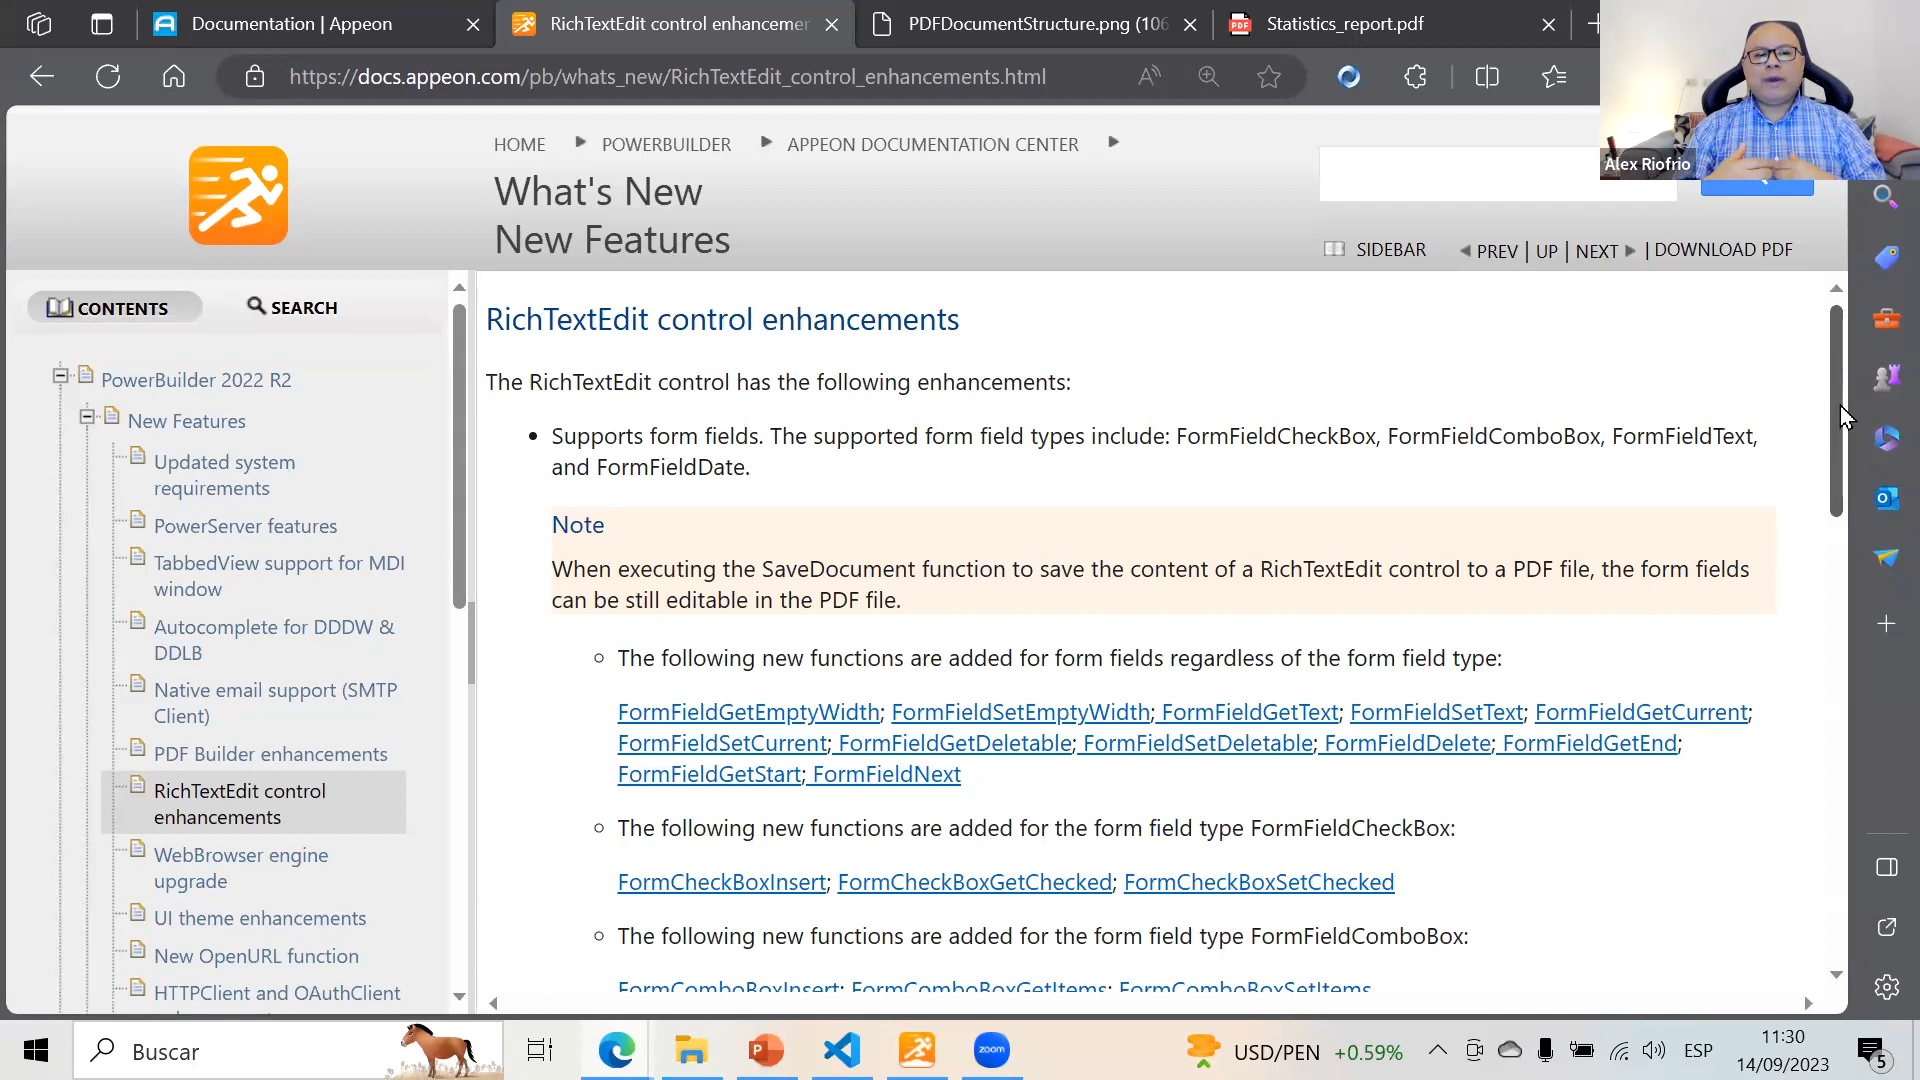 Documentation | Appeon
RichTextEdit control enhancemer
PDFDocumentStructure.png (106
PDF
Statistics_report.pdf
https://docs.appeon.com/pb/whats_new/RichTextEdit_control_enhancements.html
Alex Riofrio
HOME
POWERBUILDER
APPEON DOCUMENTATION CENTER
What's New
New Features
SIDEBAR
PREV | UP | NEXT
| DOWNLOAD PDF
CONTENTS
SEARCH
PowerBuilder 2022 R2
New Features
Updated system
requirements
PowerServer features
TabbedView support for MDI
window
Autocomplete for DDDW &
DDLB
Native email support (SMTP
Client)
PDF Builder enhancements
RichTextEdit control
enhancements
WebBrowser engine
upgrade
UI theme enhancements
New OpenURL function
HTTPClient and OAuthClient
RichTextEdit control enhancements
The RichTextEdit control has the following enhancements:
Supports form fields. The supported form field types include: FormFieldCheckBox, FormFieldComboBox, FormFieldText,
and FormFieldDate.
Note
When executing the SaveDocument function to save the content of a RichTextEdit control to a PDF file, the form fields
can be still editable in the PDF file.
The following new functions are added for form fields regardless of the form field type:
FormFieldGetEmptyWidth; FormFieldSetEmptyWidth; FormFieldGetText; FormFieldSetText; FormFieldGetCurrent;
FormFieldSetCurrent; FormFieldGetDeletable; FormFieldSetDeletable; FormFieldDelete; FormFieldGetEnd;
FormFieldGetStart; FormFieldNext
The following new functions are added for the form field type FormFieldCheckBox:
FormCheckBoxInsert; FormCheckBoxGetChecked; FormCheckBoxSetChecked
The following new functions are added for the form field type FormFieldComboBox:
FormComboBoxInsert; FormComboBoxGetItems; FormComboBoxSetItems
Buscar
zoom
USD/PEN +0.59%
ESP
11:30
14/09/2023
5